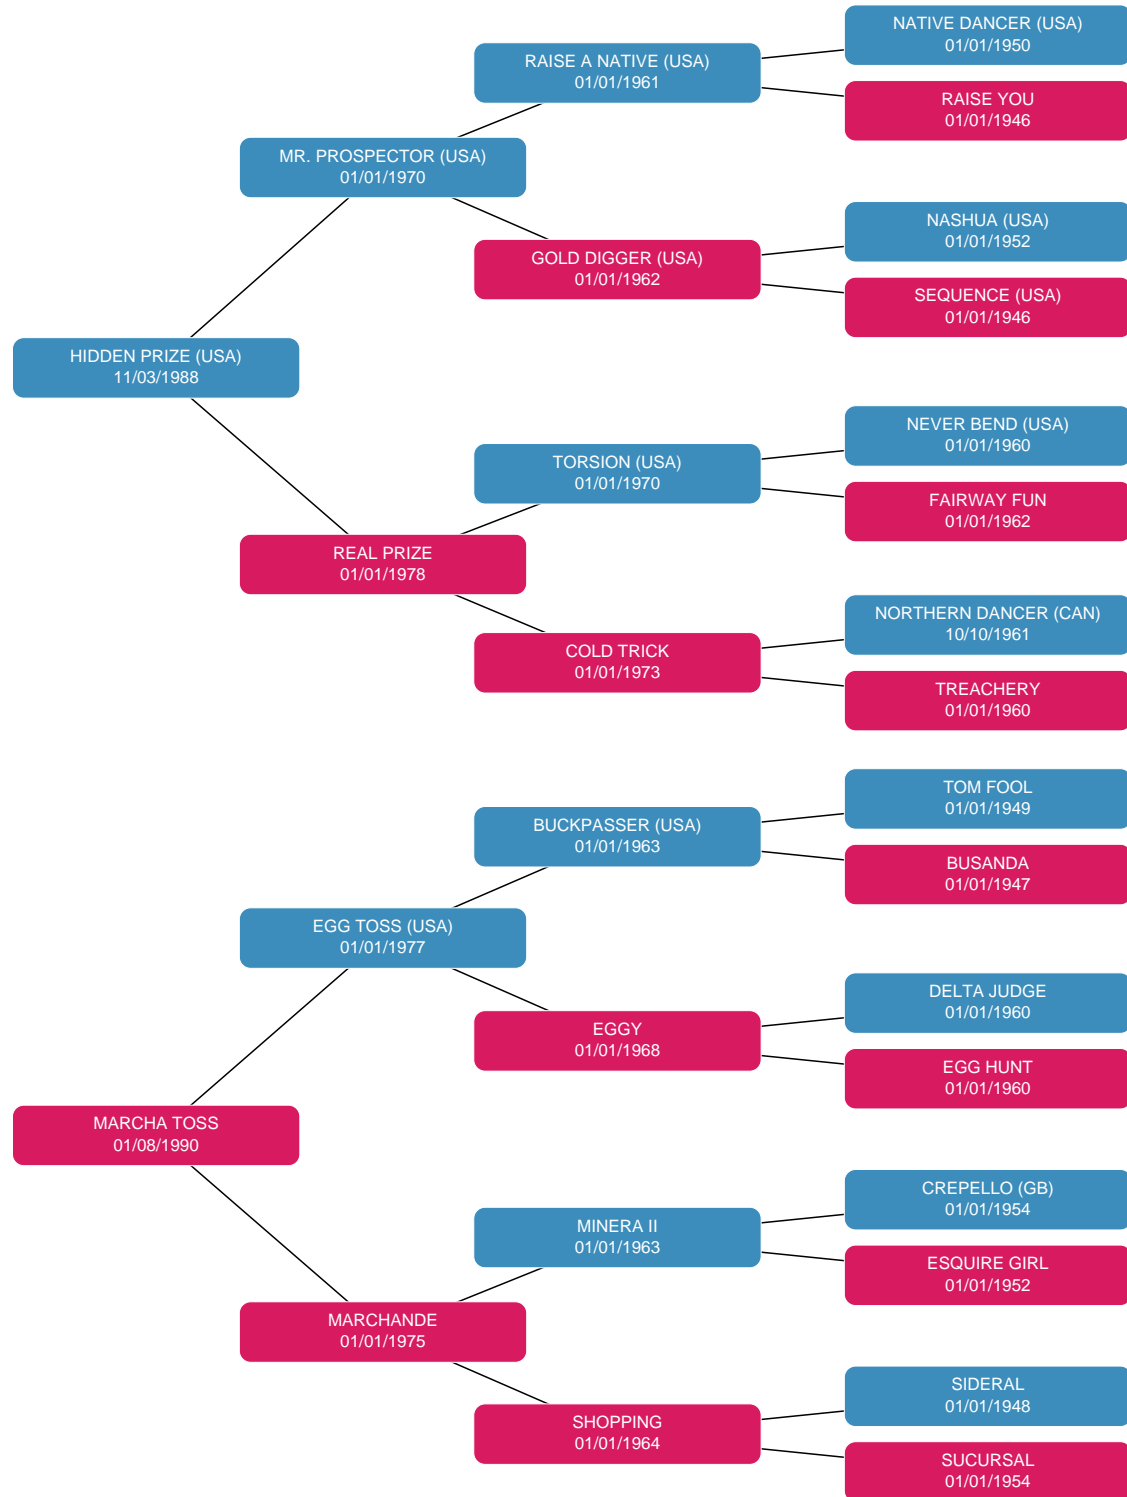 NATIVE DANCER (USA)
01/01/1950
RAISE A NATIVE (USA)
01/01/1961
RAISE YOU
01/01/1946
MR. PROSPECTOR (USA)
01/01/1970
NASHUA (USA)
01/01/1952
GOLD DIGGER (USA)
01/01/1962
SEQUENCE (USA)
01/01/1946
HIDDEN PRIZE (USA)
11/03/1988
NEVER BEND (USA)
01/01/1960
TORSION (USA)
01/01/1970
FAIRWAY FUN
01/01/1962
REAL PRIZE
01/01/1978
NORTHERN DANCER (CAN)
10/10/1961
COLD TRICK
01/01/1973
TREACHERY
01/01/1960
TOM FOOL
01/01/1949
BUCKPASSER (USA)
01/01/1963
BUSANDA
01/01/1947
EGG TOSS (USA)
01/01/1977
DELTA JUDGE
01/01/1960
EGGY
01/01/1968
EGG HUNT
01/01/1960
MARCHA TOSS
01/08/1990
CREPELLO (GB)
01/01/1954
MINERA II
01/01/1963
ESQUIRE GIRL
01/01/1952
MARCHANDE
01/01/1975
SIDERAL
01/01/1948
SHOPPING
01/01/1964
SUCURSAL
01/01/1954